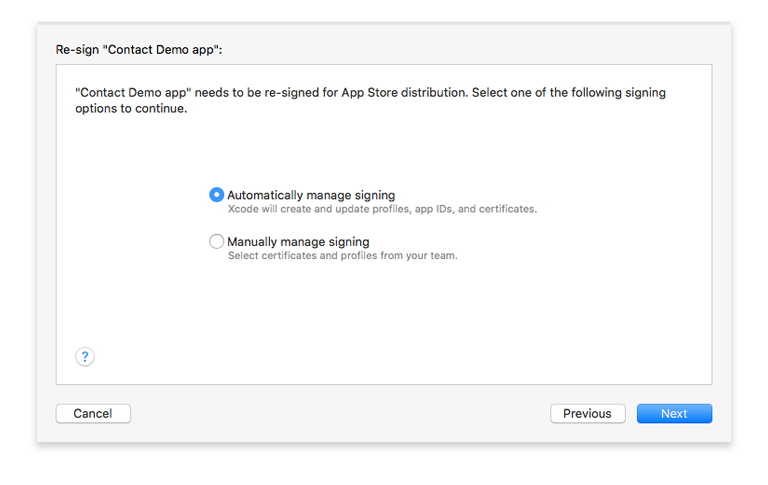 Re-sign "Contact Demo app":
"Contact Demo app" needs to be re-signed for App Store distribution. Select one of the following signing
options to continue.
Automatically manage signing
Xcode will create and update profiles, app IDs, and certificates.
Manually manage signing
Select certificates and profiles from your team.
?
Cancel
Previous
Next